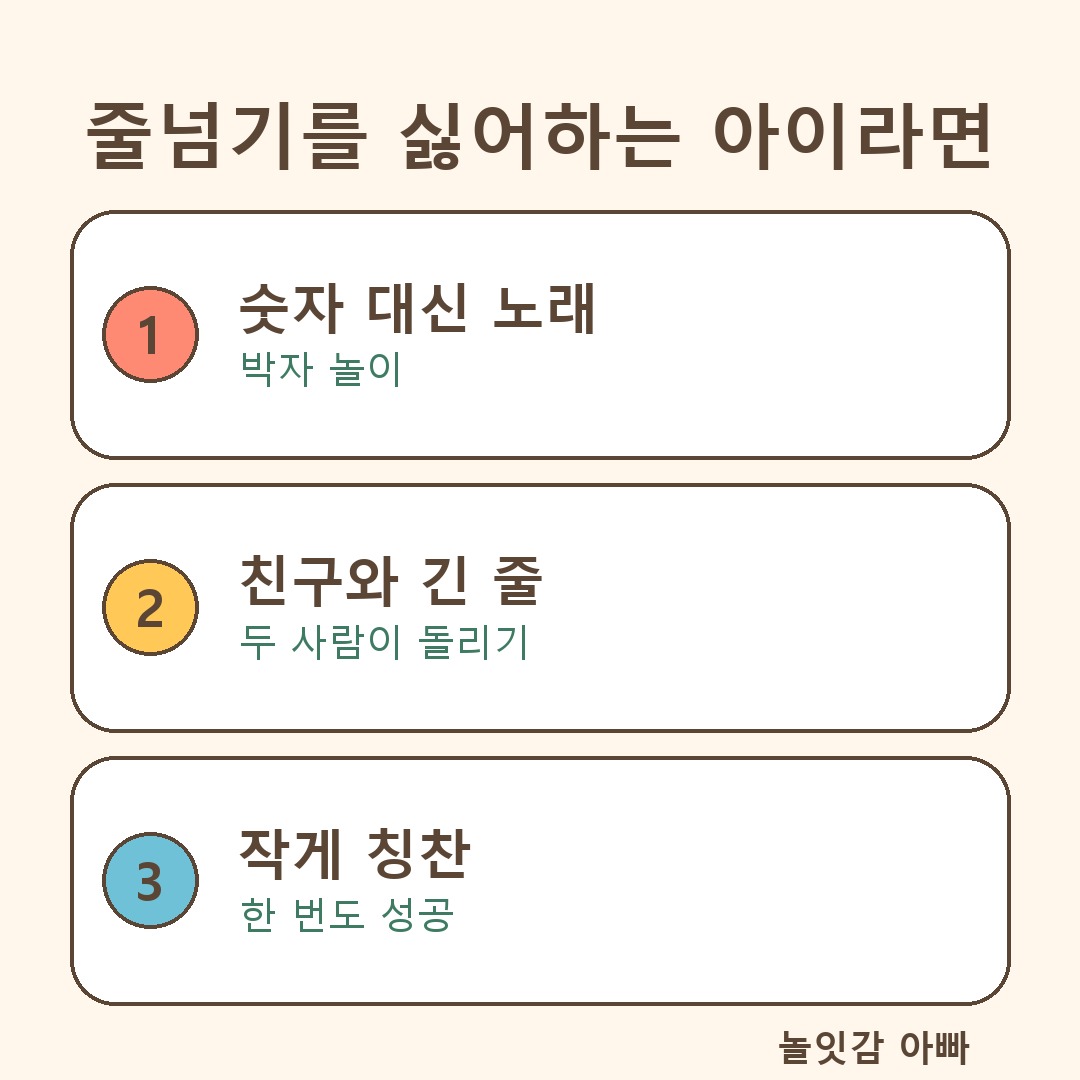 줄넘기를 싫어하는 아이라면
1
숫자 대신 노래
박자 놀이
2
친구와 긴 줄
두 사람이 돌리기
3
작게 칭찬
한 번도 성공
놀잇감 아빠